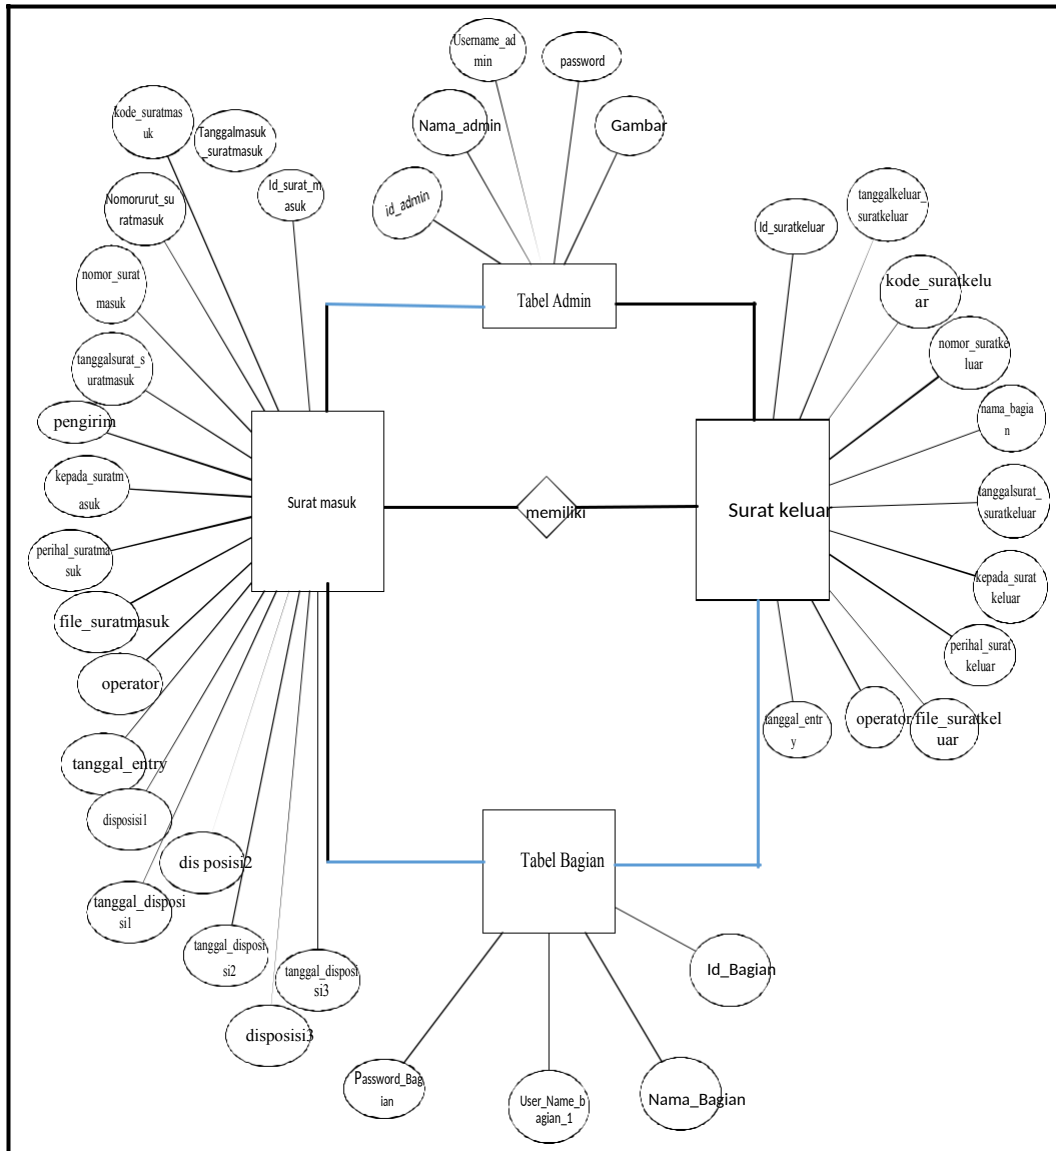 Username_ad
min
password
Nama_admin
Gambar
id_admin
kode_suratmas
uk
Tanggalmasuk
_suratmasuk
Id_surat_m
asuk
Nomorurut_su
ratmasuk
nomor_surat
masuk
tanggalsurat_s
uratmasuk
pengirim
kepada_suratm
asuk
perihal_suratma
suk
file_suratmasuk
operator
tanggal_entry
disposisi1
dis posisi2
tanggal_dispo
si1
tanggal_dispo
si2
tanggal_dispo
si3
disposisi3
Tabel Admin
Surat masuk
memiliki
Surat keluar
Id_suratkeluar
tanggalkeluar_
suratkeluar
kode_suratkelu
ar
nomor_suratke
luar
nama_bagia
n
tanggalsurat_
suratkeluar
kepada_surat
keluar
perihal_surat
keluar
tanggal_entr
y
operator
file_suratkel
uar
Tabel Bagian
Id_Bagian
Password_Bag
ian
User_Name_b
agian_1
Nama_Bagian